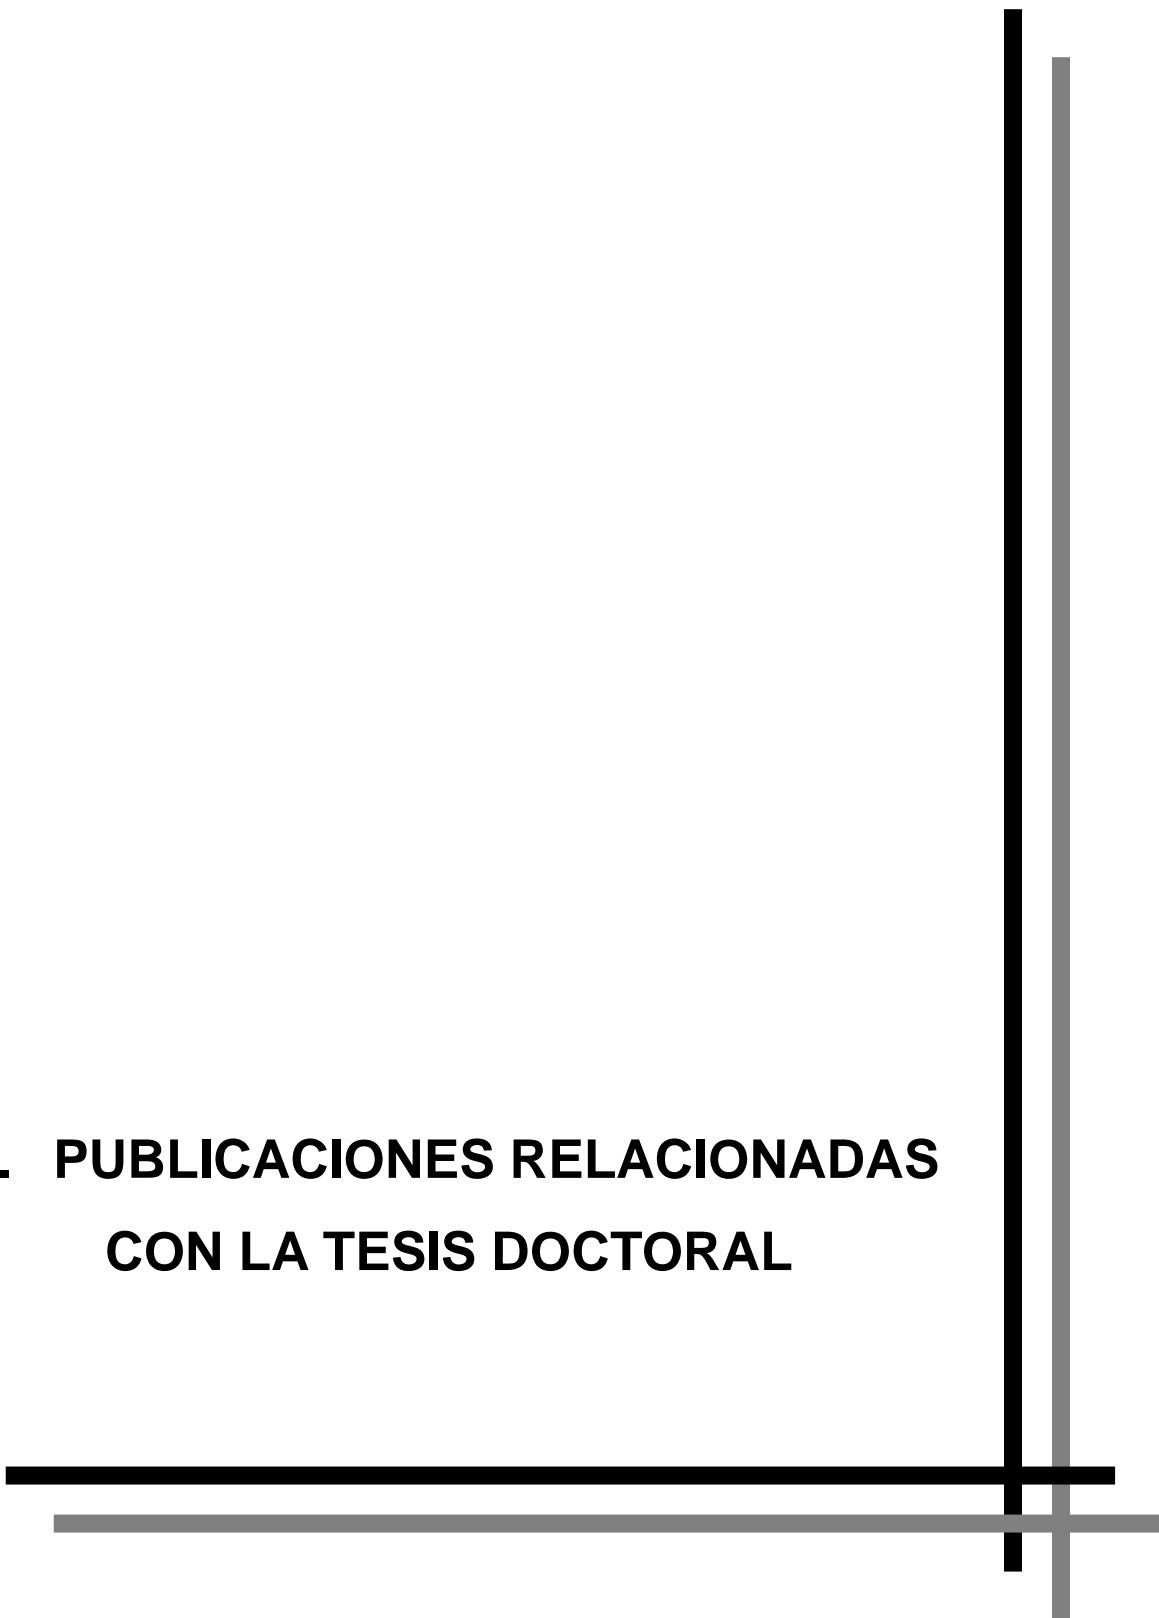 . PUBLICACIONES RELACIONADAS
CON LA TESIS DOCTORAL